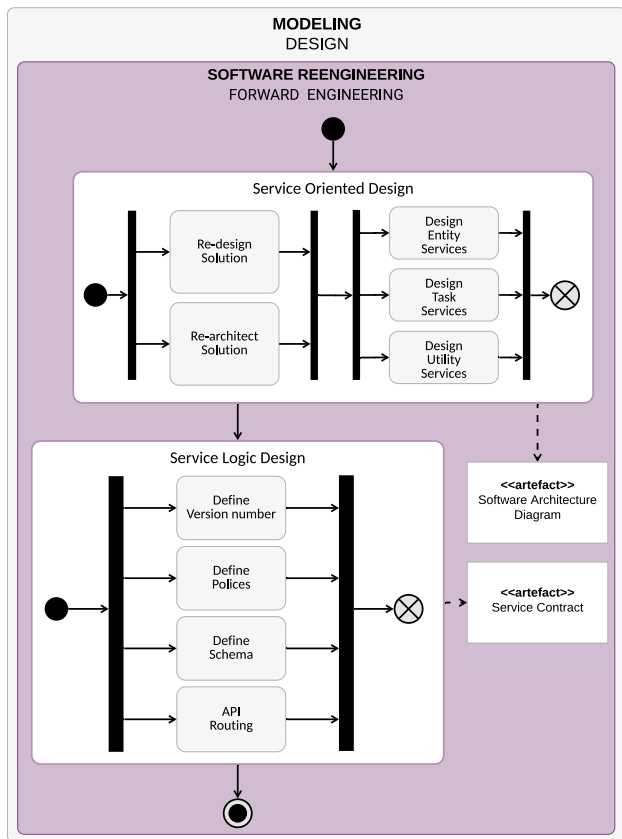 MODELING
DESIGN
SOFTWARE REENGINEERING
FORWARD ENGINEERING
Service Oriented Design
Re-design
Solution
Re-architect
Solution
Design
Entity
Services
Design
Task
Services
Design
Utility
Services
Service Logic Design
Define
Version number
Define
Polices
Define
Schema
API
Routing
<<artefact>>
Software Architecture
Diagram
<<artefact>>
Service Contract